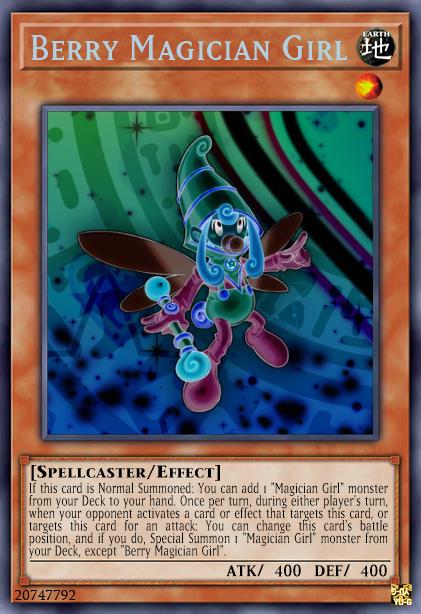 Berry Magician Girl
EARTH
地
[Spellcaster/Effect]
If this card is Normal Summoned: You can add 1 "Magician Girl" monster
from your Deck to your hand. Once per turn, during either player's turn,
when your opponent activates a card or effect that targets this card, or
targets this card for an attack: You can change this card's battle
position, and if you do, Special Summon 1 "Magician Girl" monster from
your Deck, except "Berry Magician Girl".
ATK/ 400 DEF/ 400
20747792